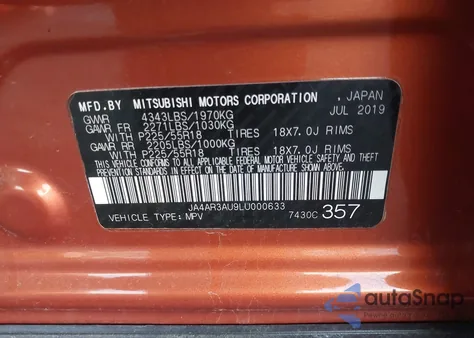 MFD.BY MITSUBISHI MOTORS CORPORATION , JAPAN
GVWR 4343LBS/1970KG JUL 2019
GAWR FR 2271LBS/1030KG
WITH P225/55R18 TIRES 18X7.0J RIMS
GAWR RR 2205LBS/1000KG
WITH P225/55R18 TIRES 18X7.0J RIMS
THIS VEHICLE CONFORMS TO ALL APPLICABLE FEDERAL MOTOR VEHICLE SAFETY AND BUMPER STANDARDS IN EFFECT ON THE DATE OF MANUFACTURE SHOWN ABOVE.
JA4AR3AU9LU000633
VEHICLE TYPE: MPV 7430C 357
autoSnap